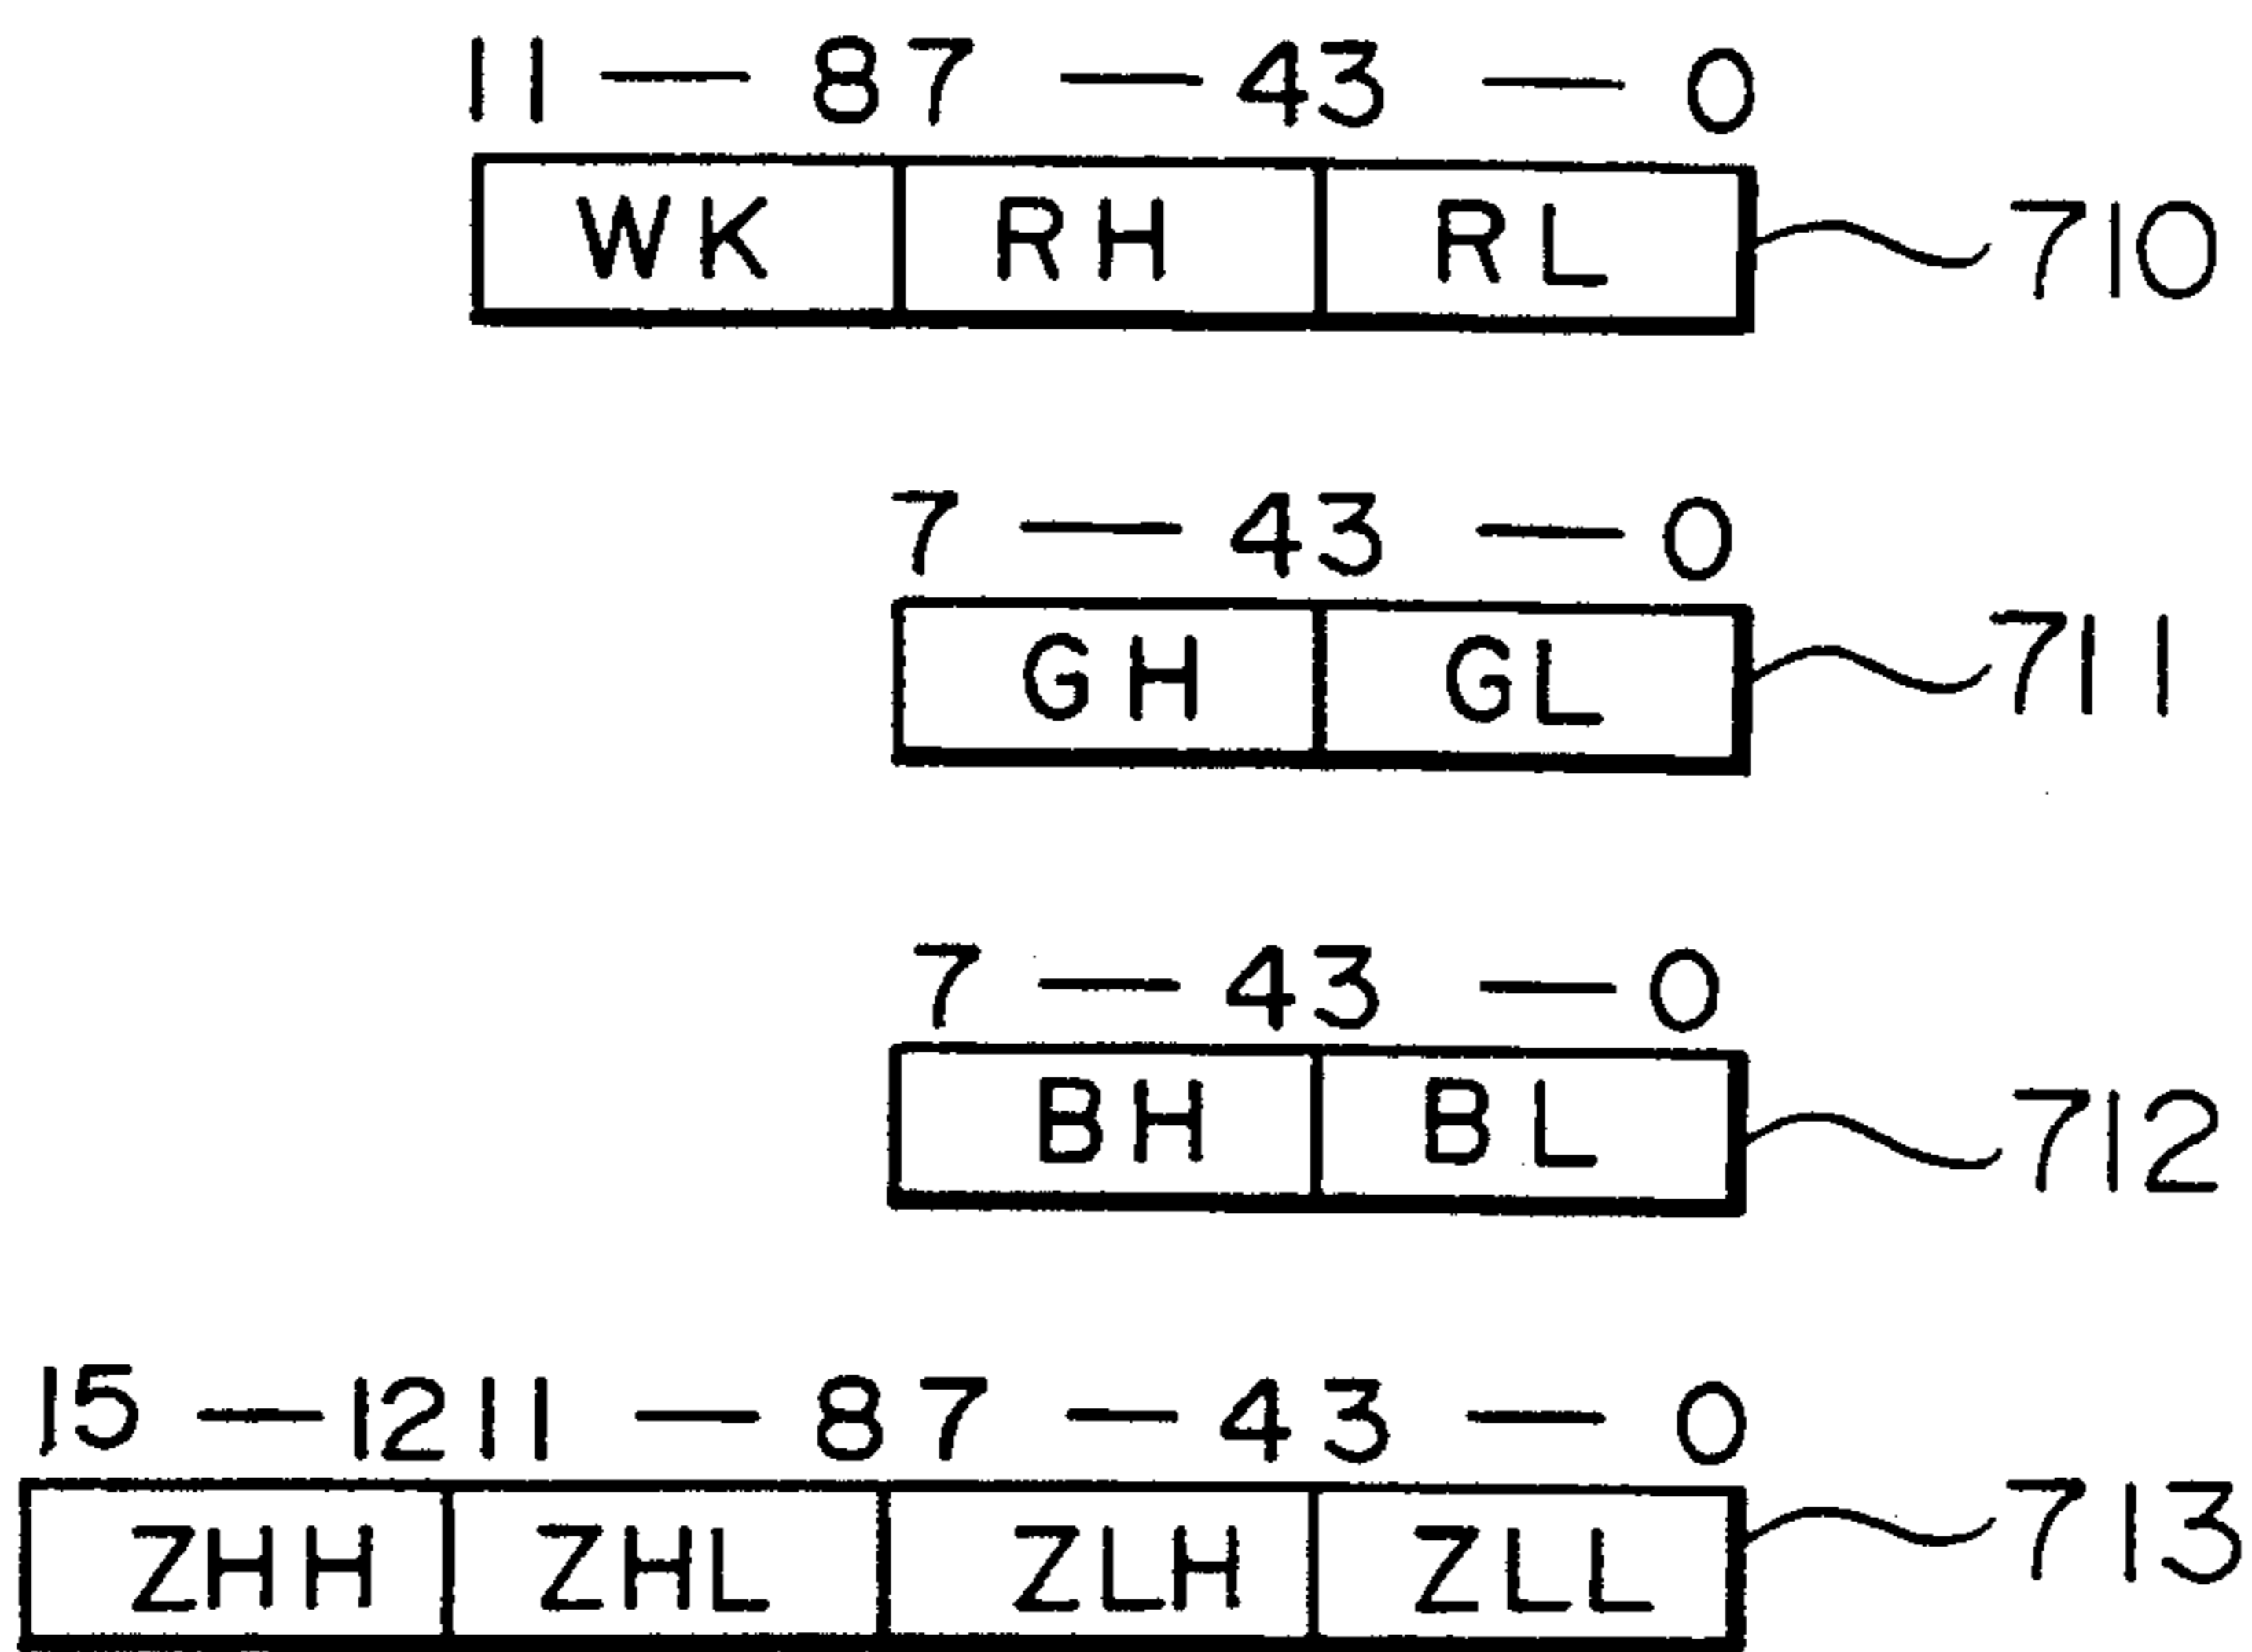 11 — 87 — 43 — 0
WK RH RL 710
7 — 43 — 0
GH GL 711
7 — 43 — 0
BH BL 712
15 — 1211 — 87 — 43 — 0
ZHH ZHL ZLH ZLL 713